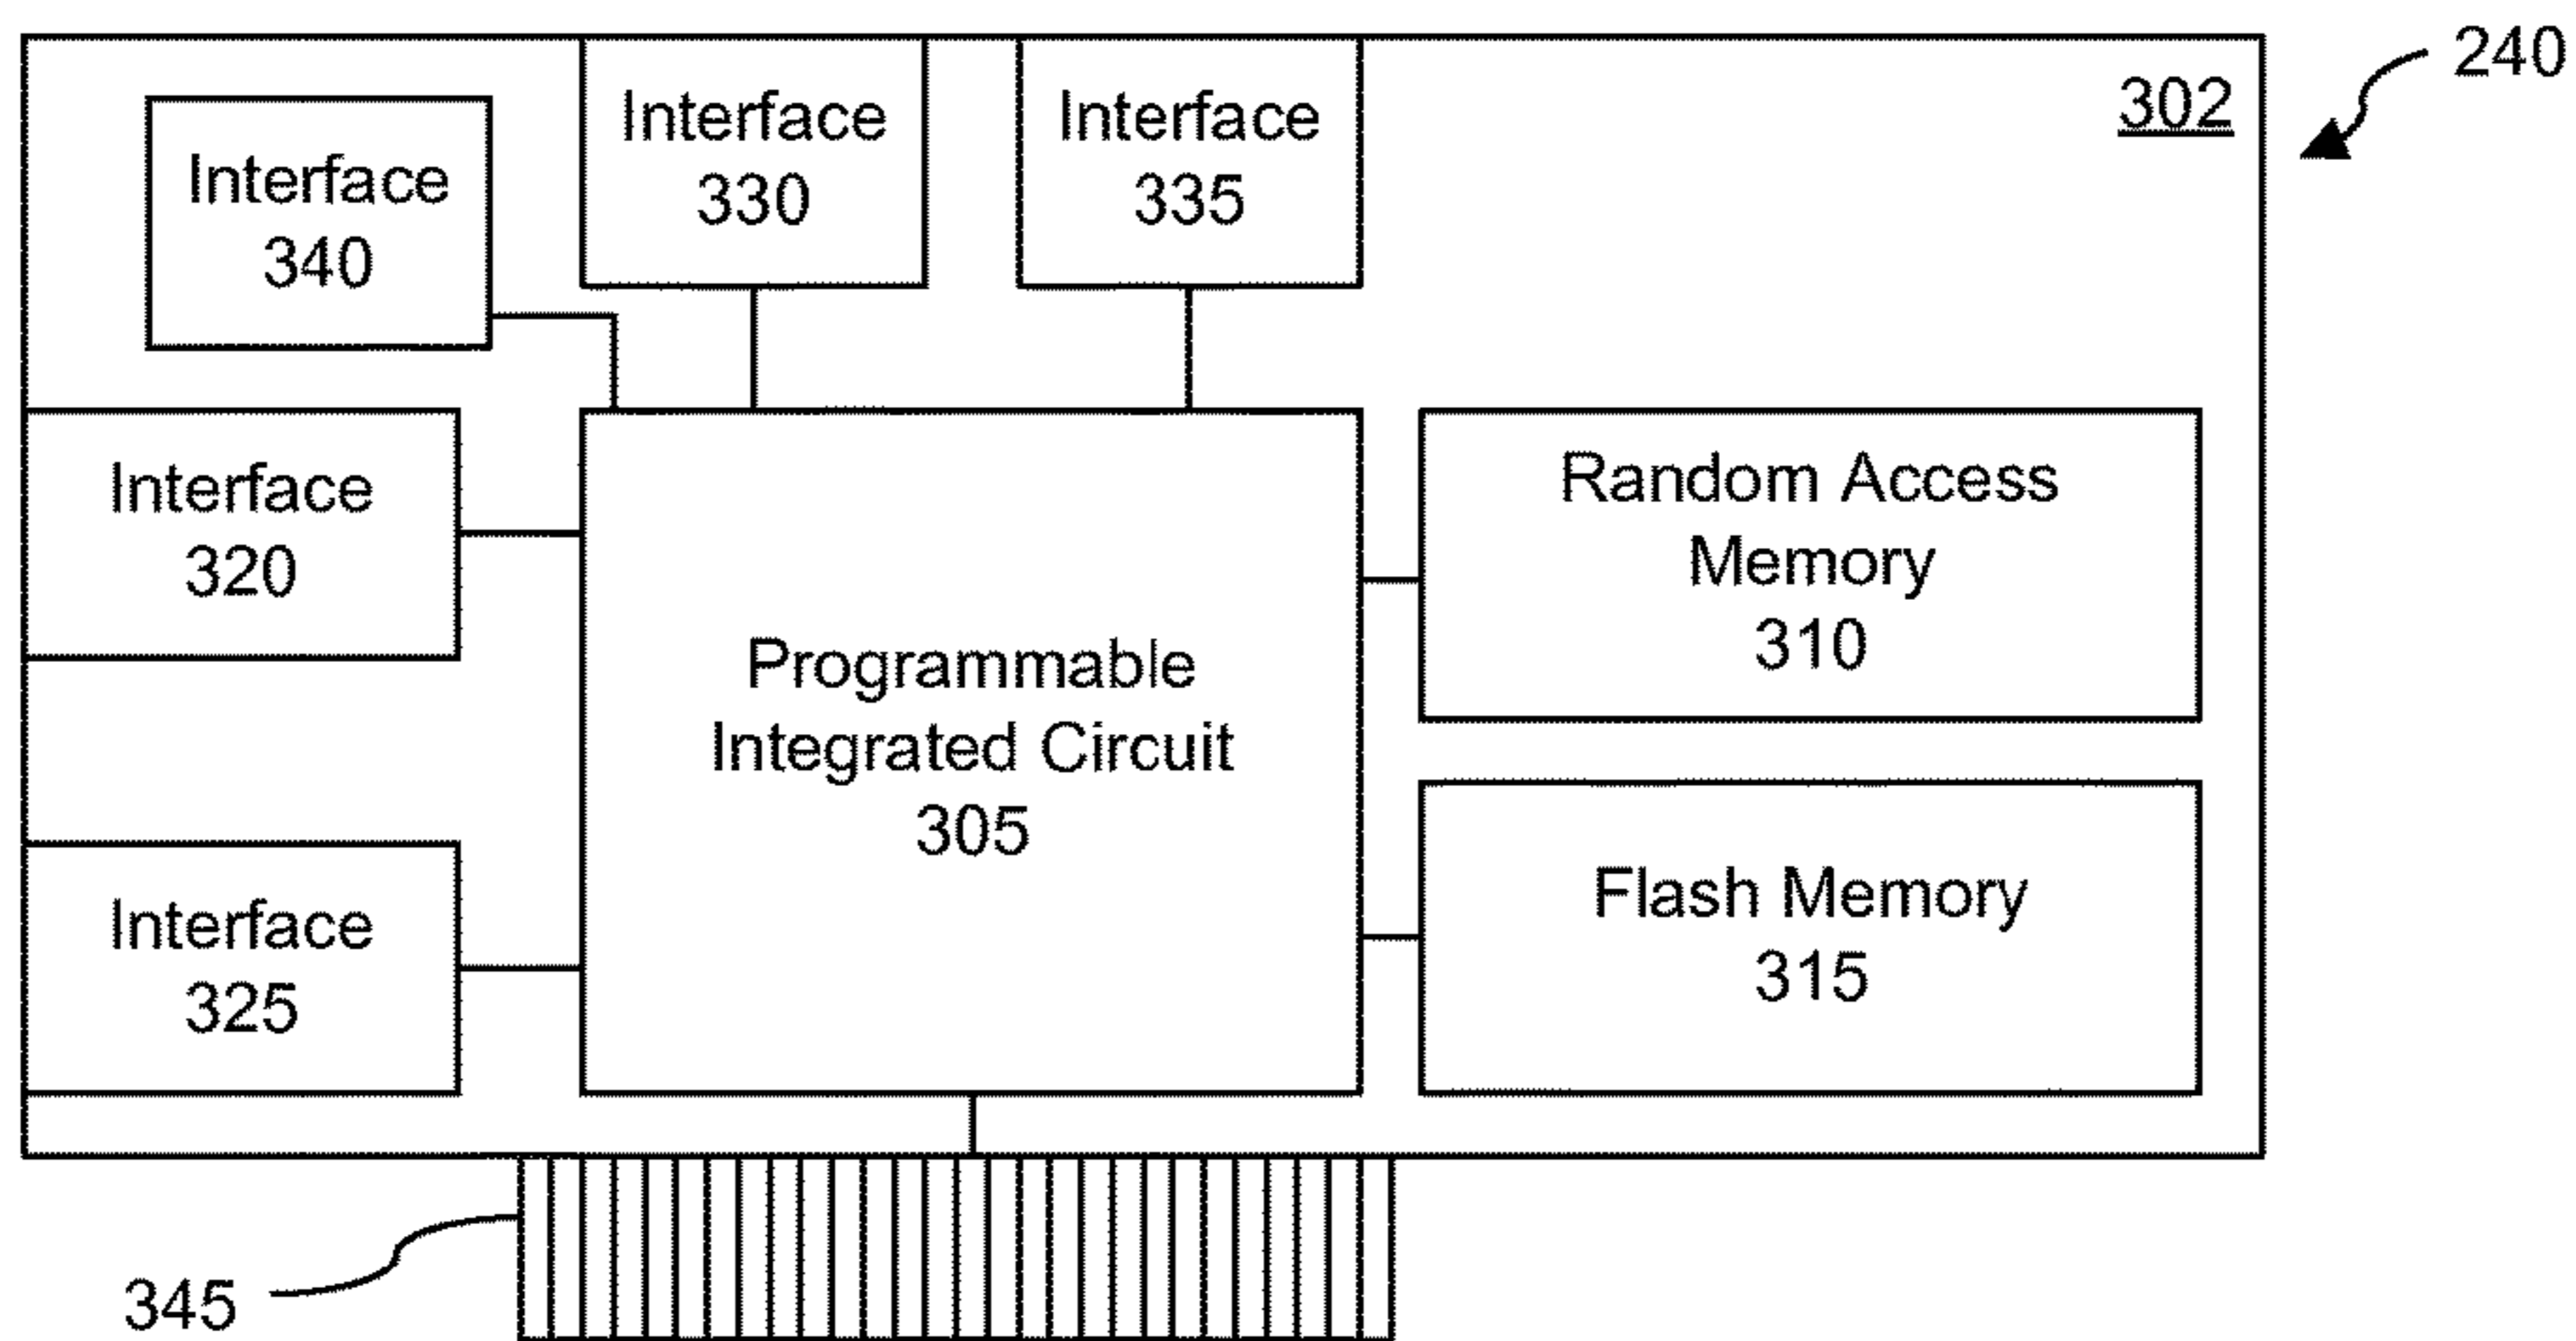 240
302
Interface
330
Interface
335
Interface
340
Interface
320
Random Access
Memory
310
Programmable
Integrated Circuit
305
Flash Memory
315
Interface
325
345